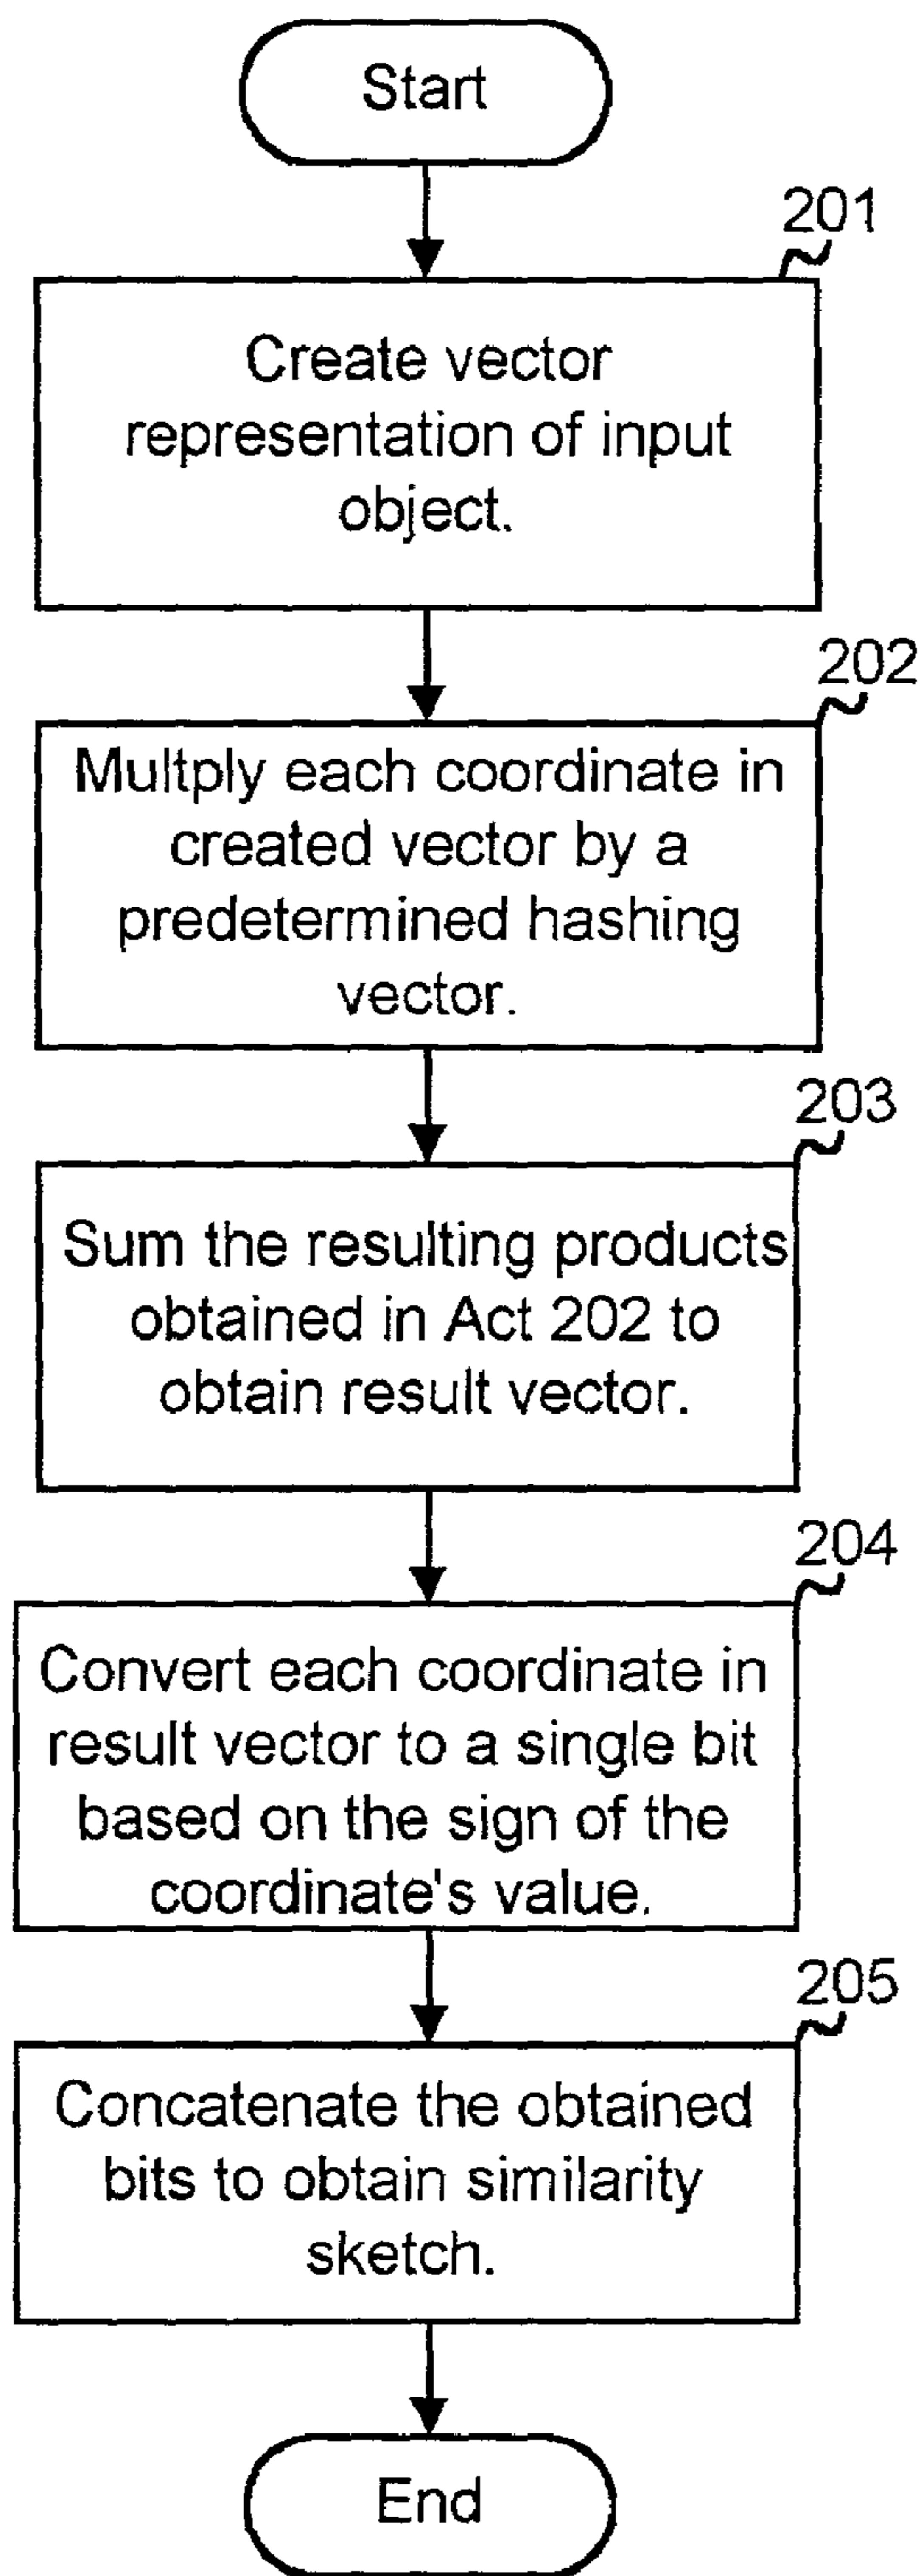 Start
201
Create vector
representation of input
object.
202
Multply each coordinate in
created vector by a
predetermined hashing
vector.
203
Sum the resulting products
obtained in Act 202 to
obtain result vector.
204
Convert each coordinate in
result vector to a single bit
based on the sign of the
coordinate's value.
205
Concatenate the obtained
bits to obtain similarity
sketch.
End